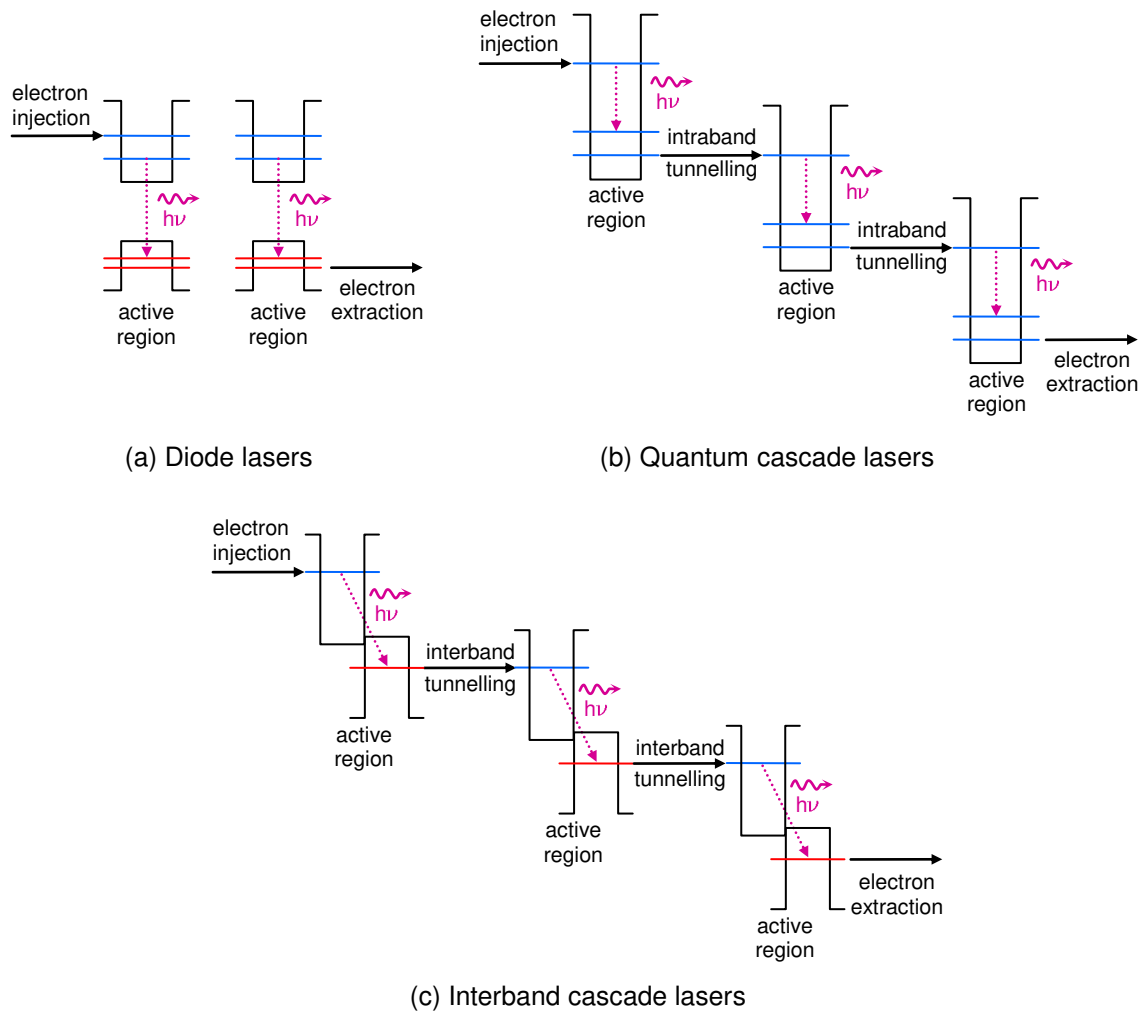 electron
injection
hν
hν
active
region
active
region
electron
extraction
(a) Diode lasers
electron
injection
hν
active
region
intraband
tunnelling
hν
active
region
intraband
tunnelling
hν
active
region
electron
extraction
(b) Quantum cascade lasers
electron
injection
hν
active
region
interband
tunnelling
hν
active
region
interband
tunnelling
hν
active
region
electron
extraction
(c) Interband cascade lasers